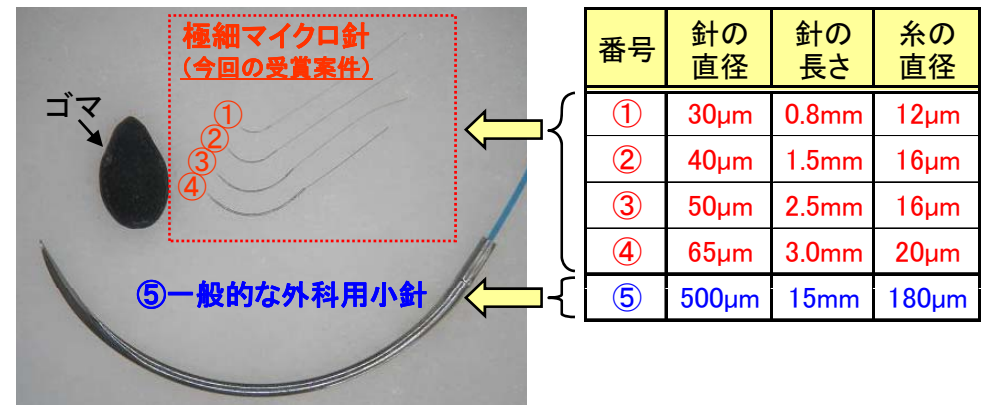 極細マイクロ針
(今回の受賞案件)
ゴマ
①
②
③
④
⑤一般的な外科用小針
番号 針の直径 針の長さ 糸の直径
① 30μm 0.8mm 12μm
② 40μm 1.5mm 16μm
③ 50μm 2.5mm 16μm
④ 65μm 3.0mm 20μm
⑤ 500μm 15mm 180μm